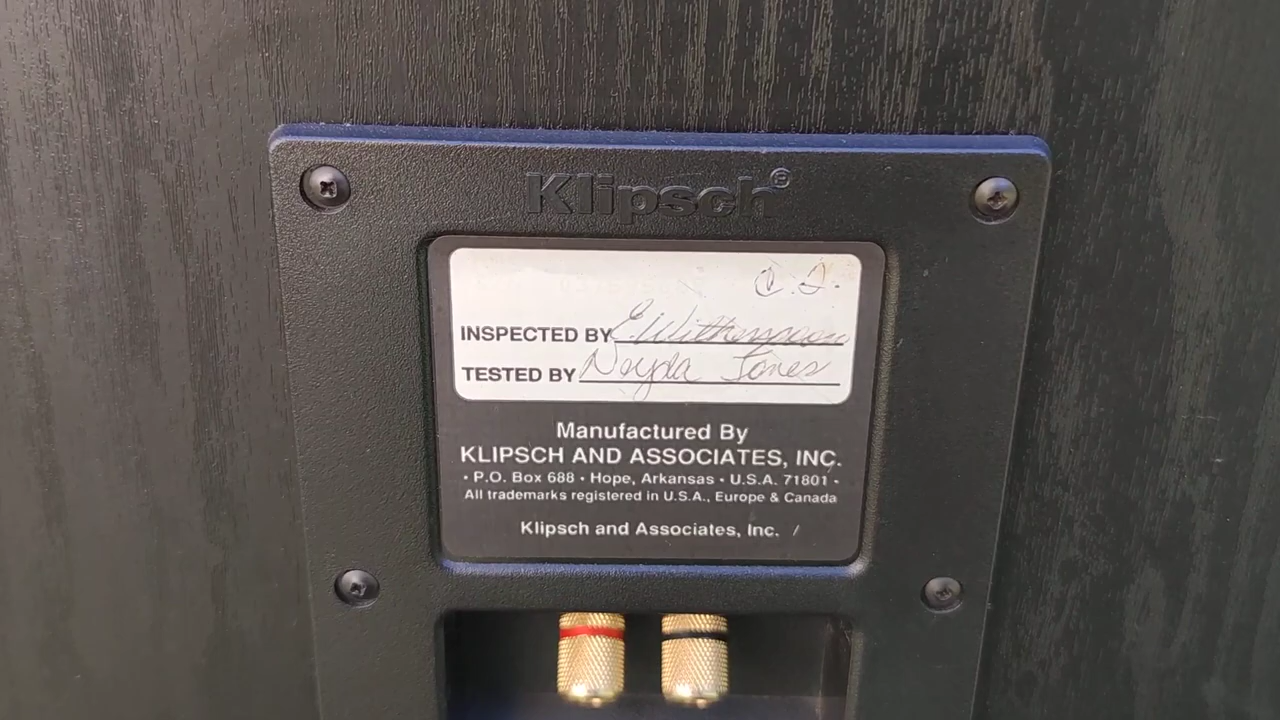 Klipsch®
INSPECTED BY E. Witherspoon
TESTED BY Neyda Jones
Manufactured By
KLIPSCH AND ASSOCIATES, INC.
• P.O. Box 688 • Hope, Arkansas • U.S.A. 71801 •
All trademarks registered in U.S.A., Europe & Canada
Klipsch and Associates, Inc. /